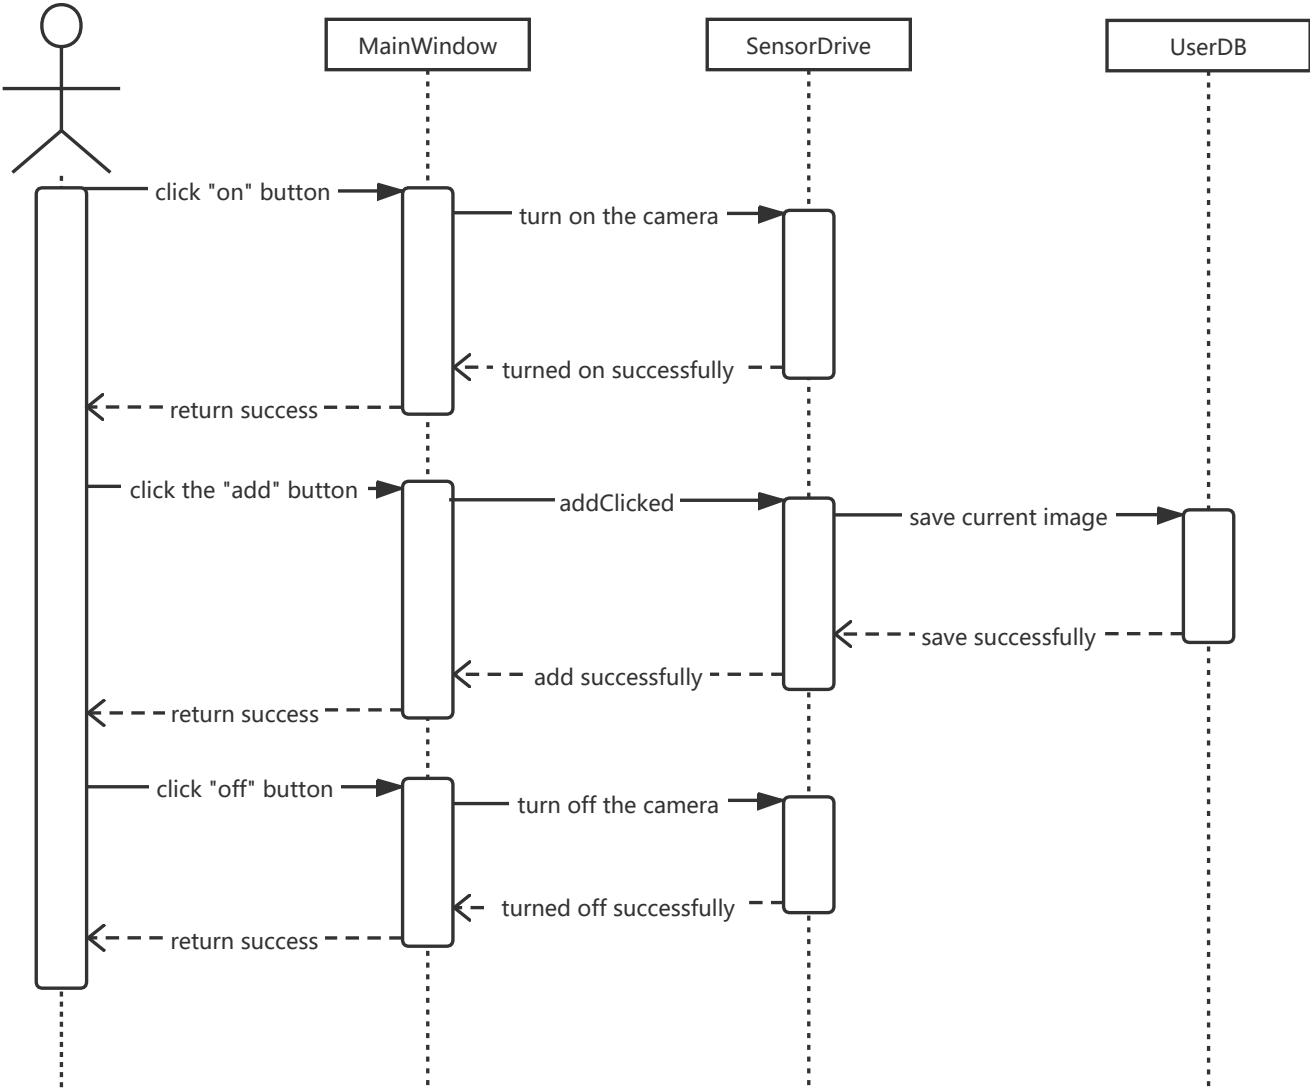 MainWindow
SensorDrive
UserDB
click "on" button
turn on the camera
turned on successfully
return success
click the "add" button
addClicked
save current image
save successfully
add successfully
return success
click "off" button
turn off the camera
turned off successfully
return success